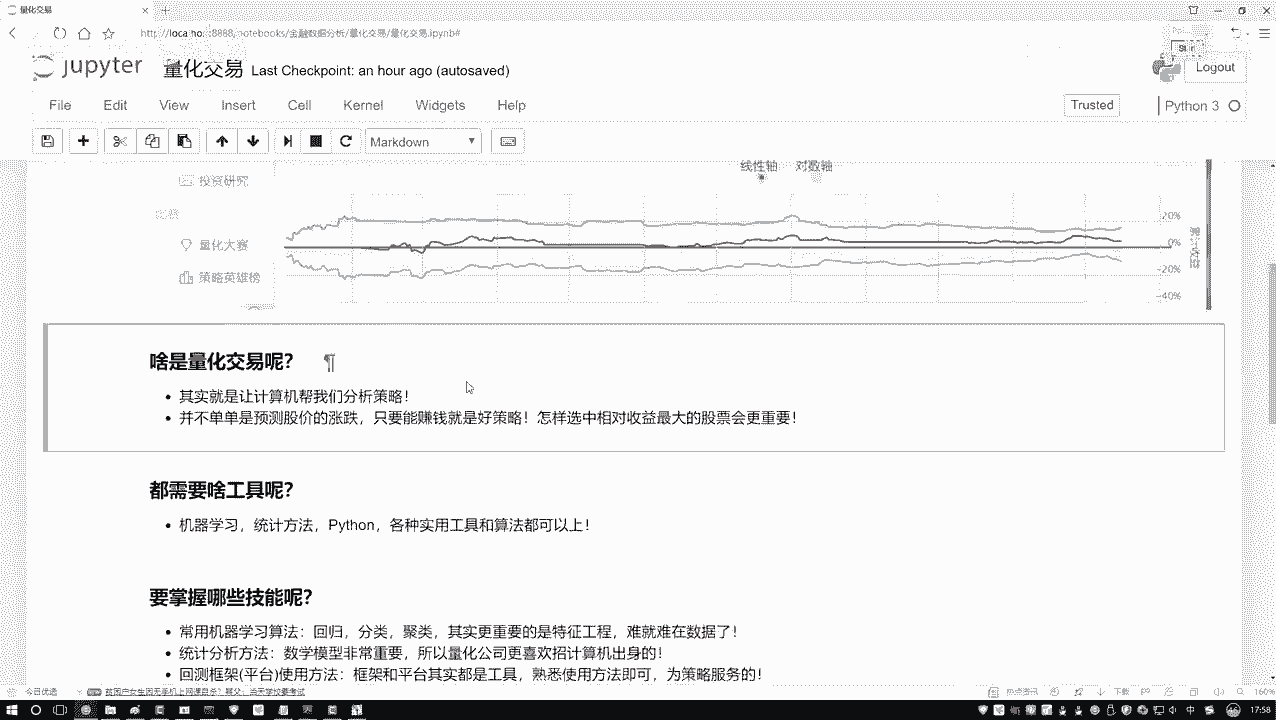 量化交易
http://localhost:8888/notebooks/金融数据分析/量化交易/量化交易.ipynb#
jupyter 量化交易 Last Checkpoint: an hour ago (autosaved)
Logout
File Edit View Insert Cell Kernel Widgets Help
Trusted Python 3
Markdown
线性轴 对数轴
投资研究
量化大赛
策略英雄榜
20%
0%
-20%
-40%
啥是量化交易呢？ ¶
其实就是让计算机帮我们分析策略！
并不单单是预测股价的涨跌，只要能赚钱就是好策略！怎样选中相对收益最大的股票会更重要！
都需要啥工具呢？
机器学习，统计方法，Python，各种实用工具和算法都可以上！
要掌握哪些技能呢？
常用机器学习算法：回归，分类，聚类，其实更重要的是特征工程，难就难在数据了！
统计分析方法：数学模型非常重要，所以量化公司更喜欢招计算机出身的！
回测框架(平台)使用方法：框架和平台其实都是工具，熟悉使用方法即可，为策略服务的！
今日优选
热点资讯 下载 160%
中 17:58